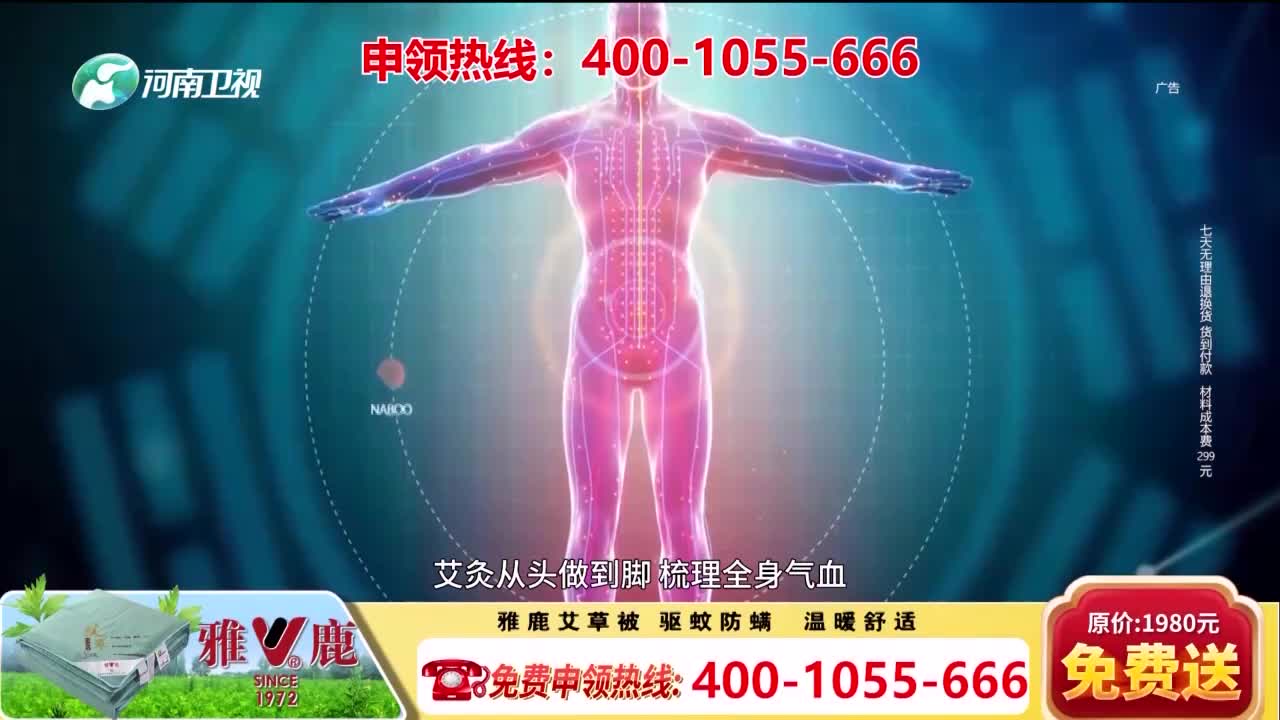 申领热线：400-1055-666
河南卫视
广告
七天无理由退换货 货到付款 材料成本费299元
NABOO
艾灸从头做到脚 梳理全身气血
雅鹿艾草被 驱蚊防螨 温暖舒适
雅鹿
SINCE
1972
免费申领热线:400-1055-666
原价:1980元
免费送